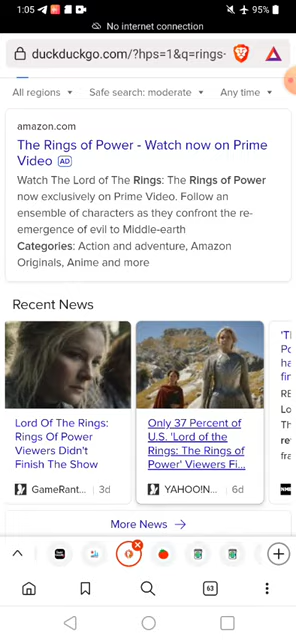 1:05
95%
No internet connection
duckduckgo.com/?hps=1&q=rings-
All regions
Safe search: moderate
Any time
amazon.com
The Rings of Power - Watch now on Prime
Video AD
Watch The Lord of The Rings: The Rings of Power
now exclusively on Prime Video. Follow an
ensemble of characters as they confront the re-
emergence of evil to Middle-earth
Categories: Action and adventure, Amazon
Originals, Anime and more
Recent News
Lord Of The Rings:
Rings Of Power
Viewers Didn't
Finish The Show
GameRant...
3d
Only 37 Percent of
U.S. 'Lord of the
Rings: The Rings of
Power' Viewers Fi...
YAHOO!N...
6d
More News
63